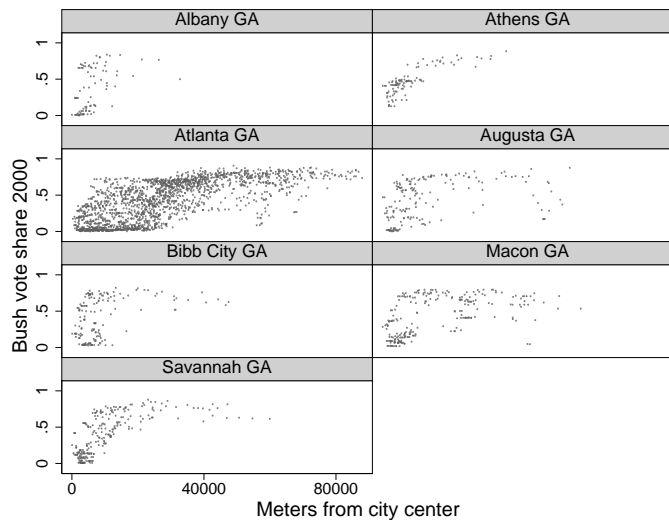 Albany GA
Athens GA
0 .5 1
Atlanta GA
Augusta GA
0 .5 1
Bibb City GA
Macon GA
0 .5 1
Savannah GA
0 .5 1
0 40000 80000
Bush vote share 2000
Meters from city center